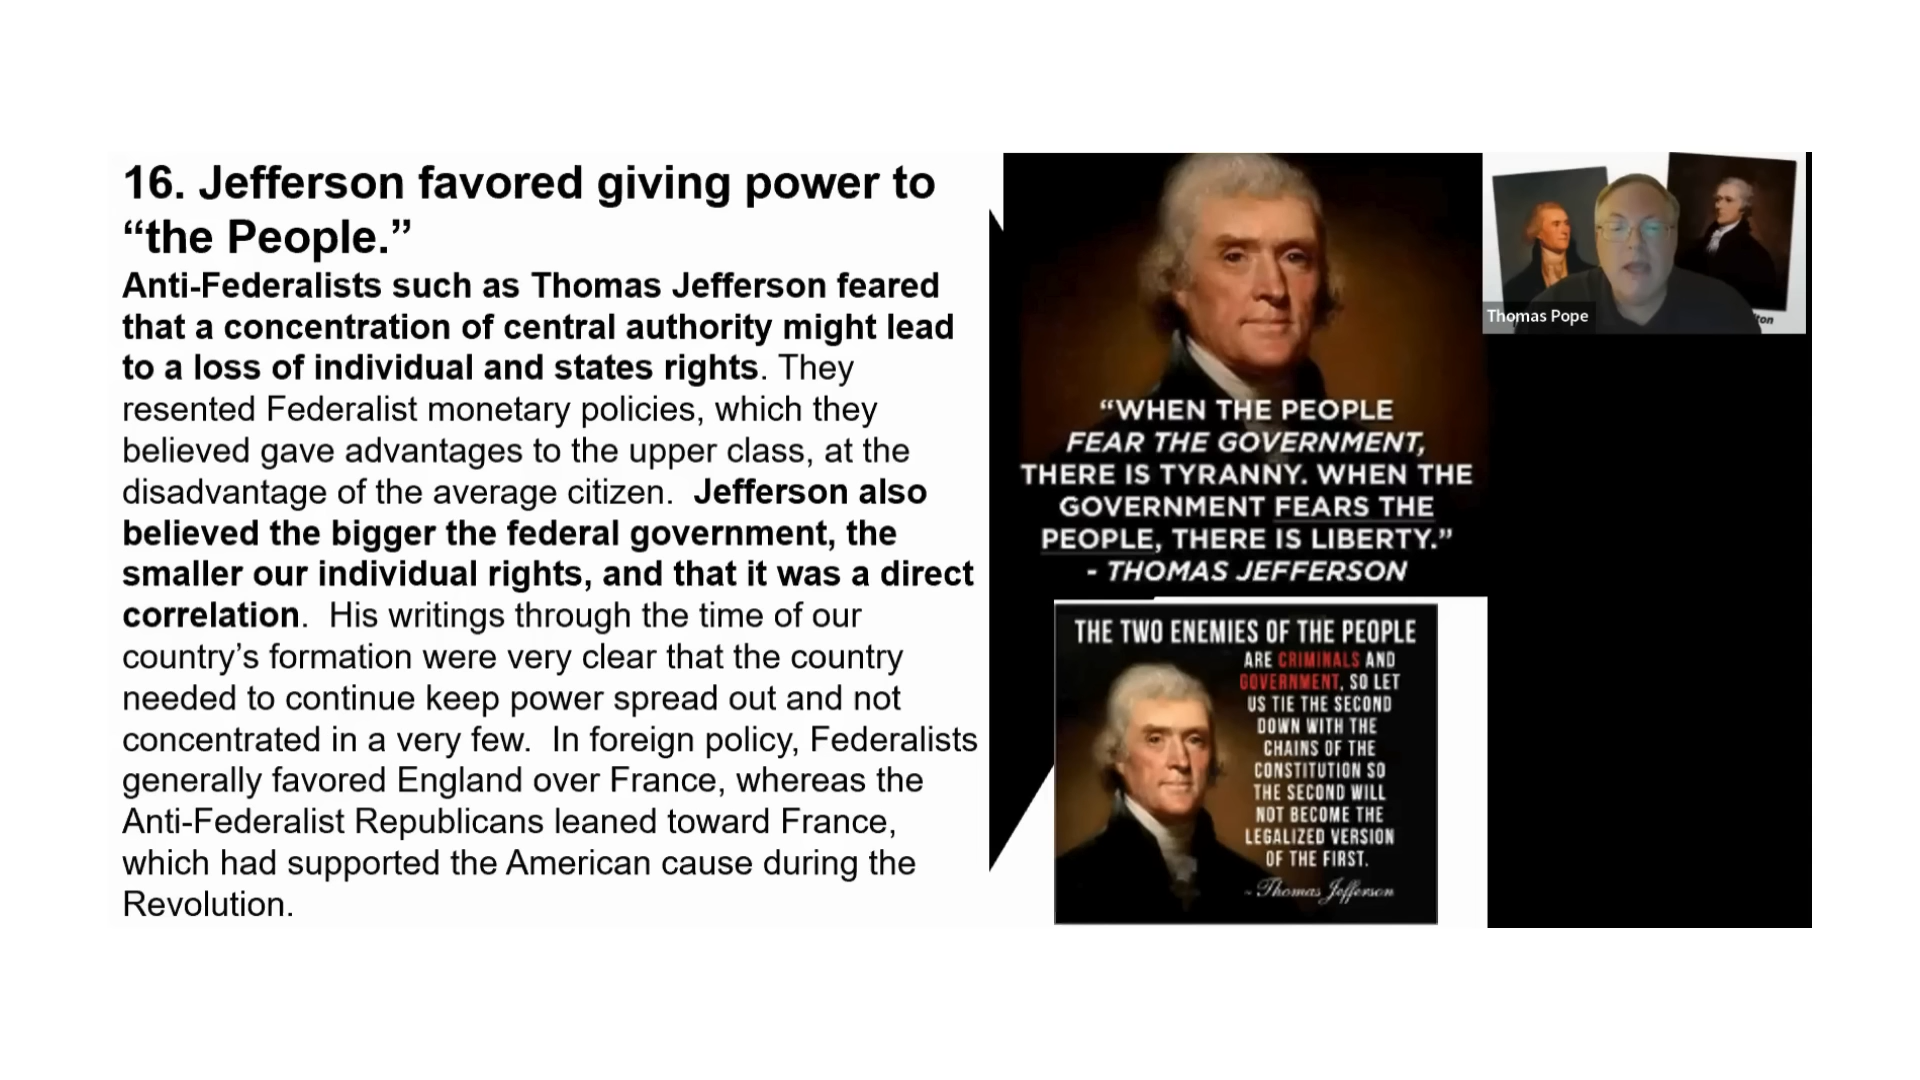 16. Jefferson favored giving power to
“the People.”
Anti-Federalists such as Thomas Jefferson feared
that a concentration of central authority might lead
to a loss of individual and states rights. They
resented Federalist monetary policies, which they
believed gave advantages to the upper class, at the
disadvantage of the average citizen.  Jefferson also
believed the bigger the federal government, the
smaller our individual rights, and that it was a direct
correlation.  His writings through the time of our
country’s formation were very clear that the country
needed to continue keep power spread out and not
concentrated in a very few.  In foreign policy, Federalists
generally favored England over France, whereas the
Anti-Federalist Republicans leaned toward France,
which had supported the American cause during the
Revolution.
“WHEN THE PEOPLE
FEAR THE GOVERNMENT,
THERE IS TYRANNY. WHEN THE
GOVERNMENT FEARS THE
PEOPLE, THERE IS LIBERTY.”
- THOMAS JEFFERSON
THE TWO ENEMIES OF THE PEOPLE
ARE CRIMINALS AND
GOVERNMENT, SO LET
US TIE THE SECOND
DOWN WITH THE
CHAINS OF THE
CONSTITUTION SO
THE SECOND WILL
NOT BECOME THE
LEGALIZED VERSION
OF THE FIRST.
~ Thomas Jefferson
Thomas Pope